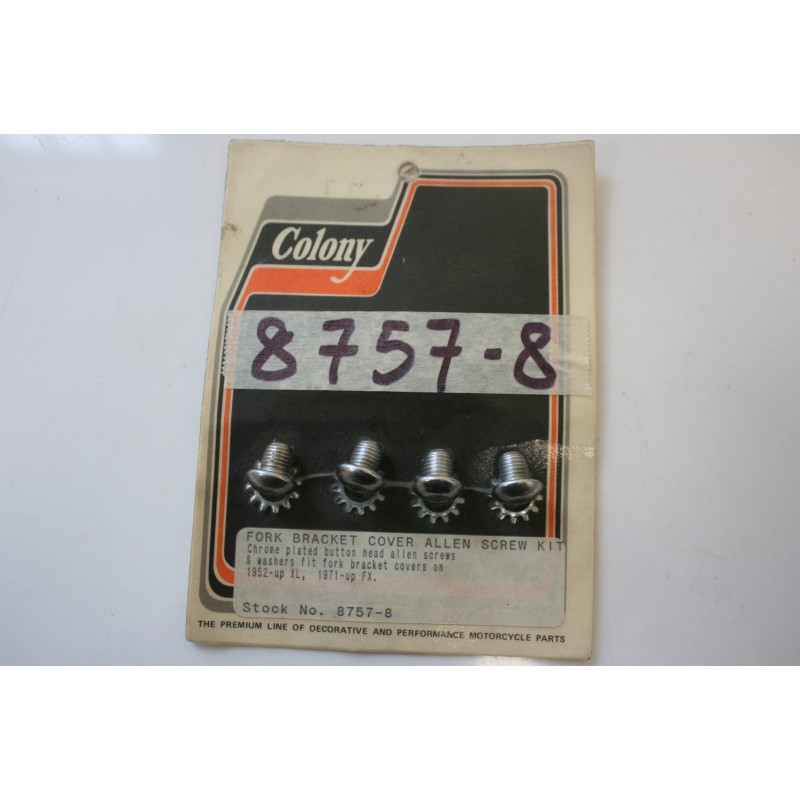 Colony
8757-8
FORK BRACKET COVER ALLEN SCREW KIT
Chrome plated button head allen screws
& washers fit fork bracket covers on
1952-up XL, 1971-up FX.
Stock No. 8757-8
THE PREMIUM LINE OF DECORATIVE AND PERFORMANCE MOTORCYCLE PARTS